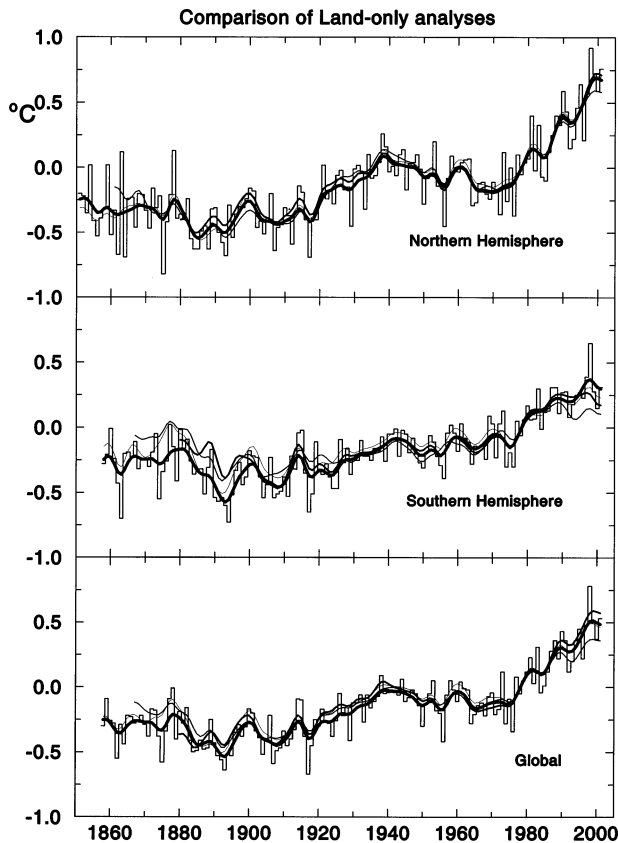 Comparison of Land-only analyses
1.0
0.5
°C
0.0
-0.5
Northern Hemisphere
-1.0
0.5
0.0
-0.5
Southern Hemisphere
-1.0
0.5
0.0
-0.5
Global
-1.0
1860 1880 1900 1920 1940 1960 1980 2000